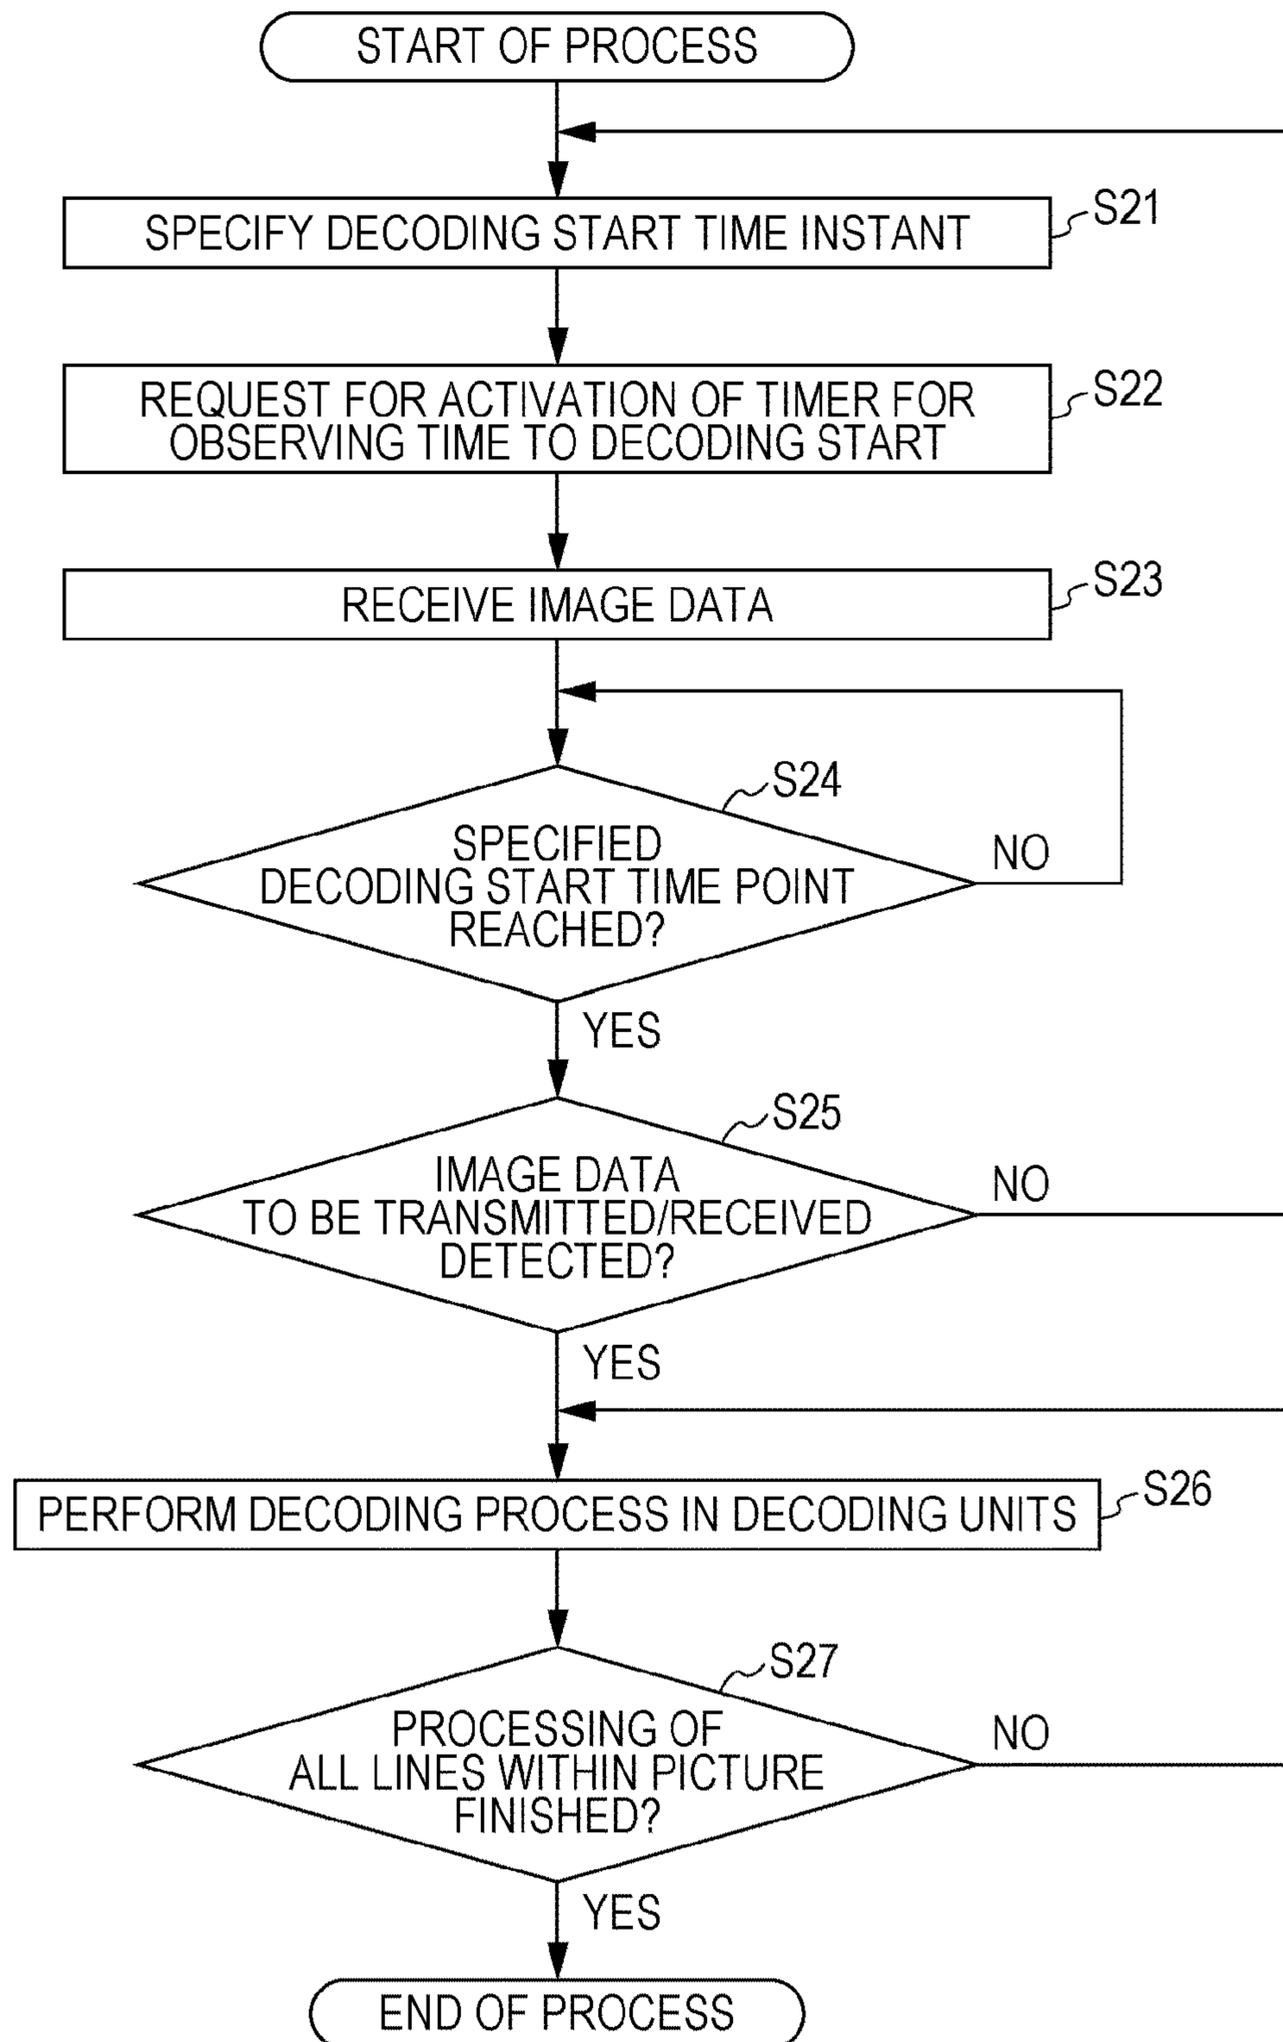 START OF PROCESS
SPECIFY DECODING START TIME INSTANT
S21
REQUEST FOR ACTIVATION OF TIMER FOR
OBSERVING TIME TO DECODING START
S22
RECEIVE IMAGE DATA
S23
S24
SPECIFIED
DECODING START TIME POINT
REACHED?
NO
YES
S25
IMAGE DATA
TO BE TRANSMITTED/RECEIVED
DETECTED?
NO
YES
PERFORM DECODING PROCESS IN DECODING UNITS
S26
S27
PROCESSING OF
ALL LINES WITHIN PICTURE
FINISHED?
NO
YES
END OF PROCESS